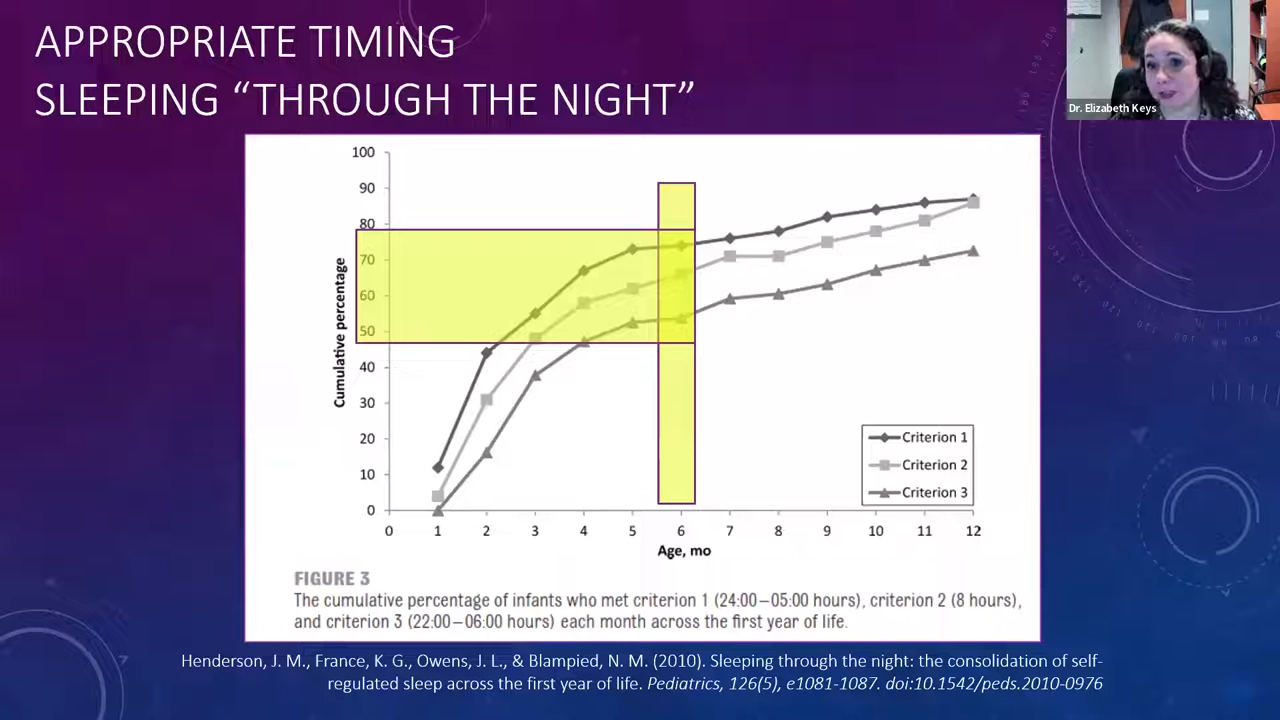 APPROPRIATE TIMING
SLEEPING “THROUGH THE NIGHT”
Dr. Elizabeth Keys
100
90
80
70
60
50
40
30
20
10
0
Cumulative percentage
0 1 2 3 4 5 6 7 8 9 10 11 12
Age, mo
Criterion 1
Criterion 2
Criterion 3
FIGURE 3
The cumulative percentage of infants who met criterion 1 (24:00–05:00 hours), criterion 2 (8 hours),
and criterion 3 (22:00–06:00 hours) each month across the first year of life.
Henderson, J. M., France, K. G., Owens, J. L., & Blampied, N. M. (2010). Sleeping through the night: the consolidation of self-
regulated sleep across the first year of life. Pediatrics, 126(5), e1081-1087. doi:10.1542/peds.2010-0976